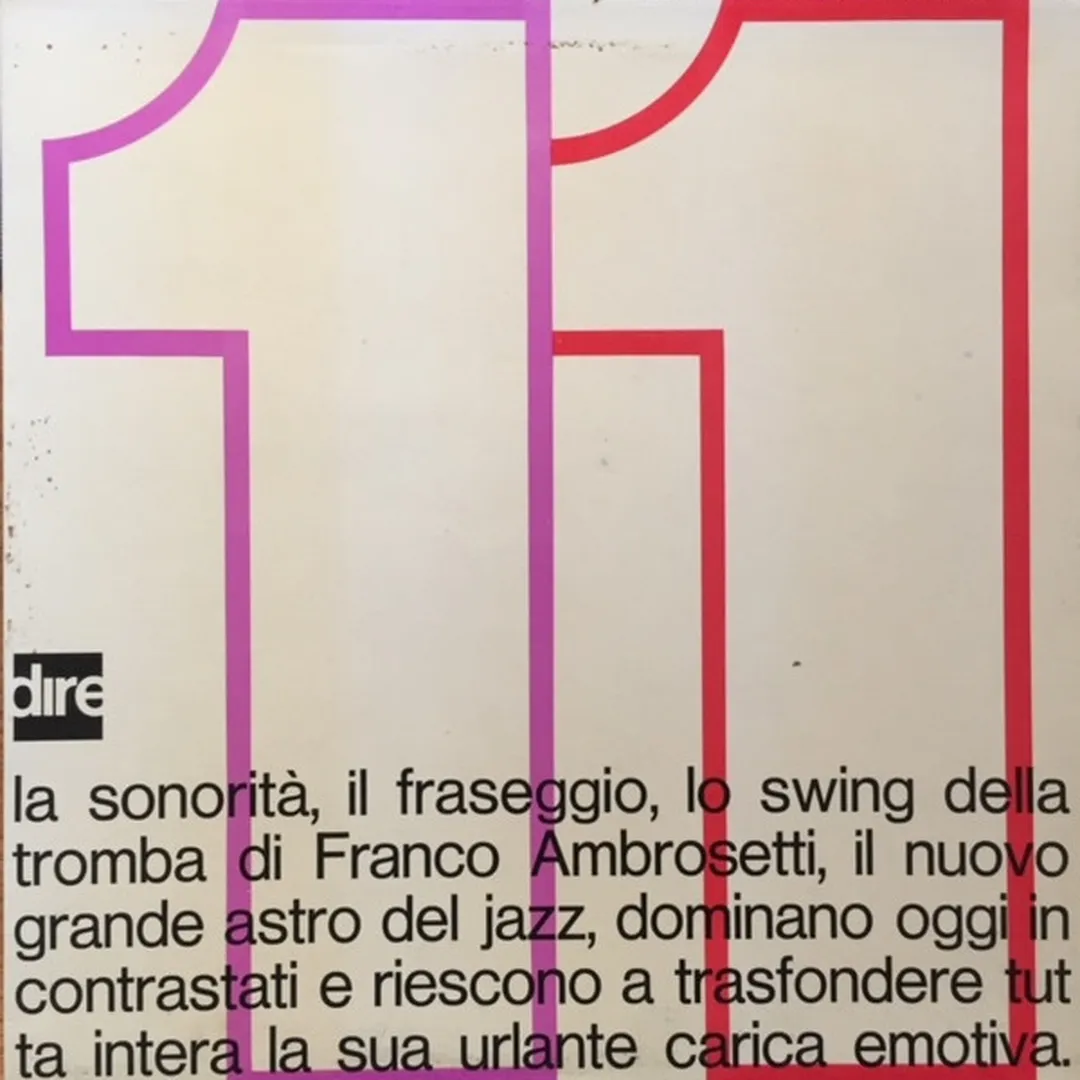 11
dire
la sonorità, il fraseggio, lo swing della
tromba di Franco Ambrosetti, il nuovo
grande astro del jazz, dominano oggi in
contrastati e riescono a trasfondere tut
ta intera la sua urlante carica emotiva.